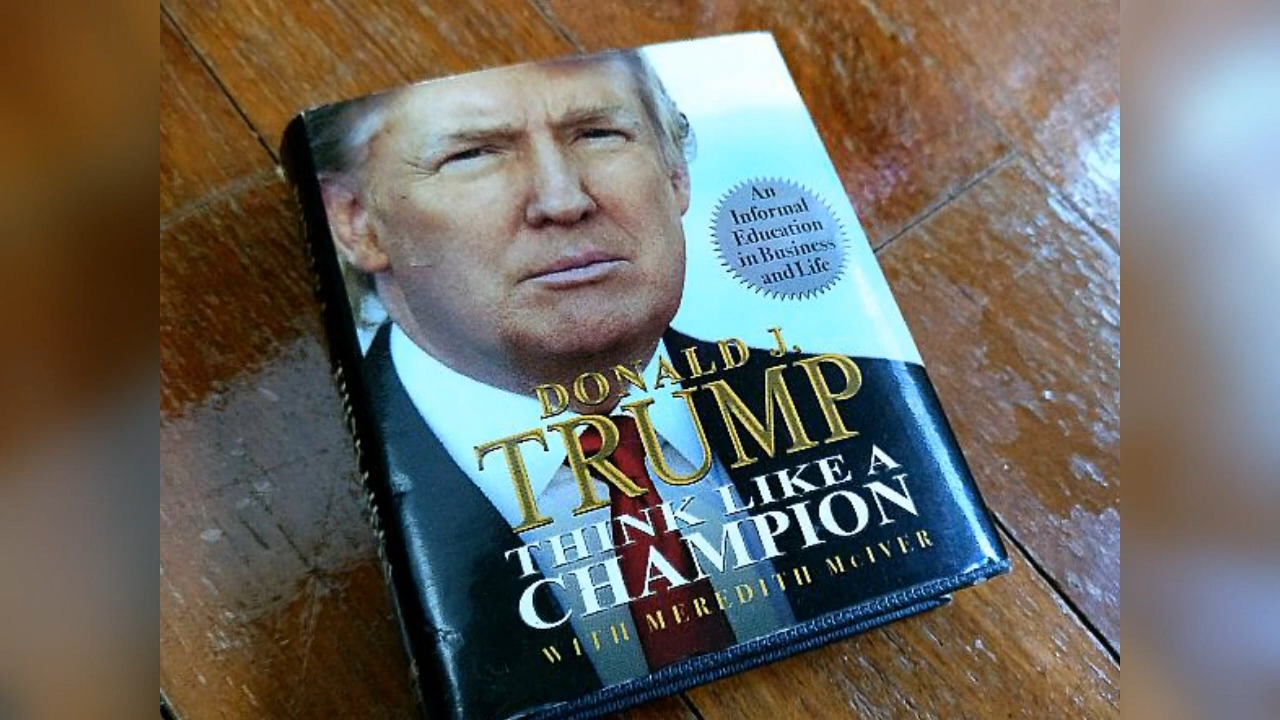 An
Informal
Education
in Business
and Life
DONALD J.
TRUMP
THINK LIKE A
CHAMPION
WITH MEREDITH McIVER